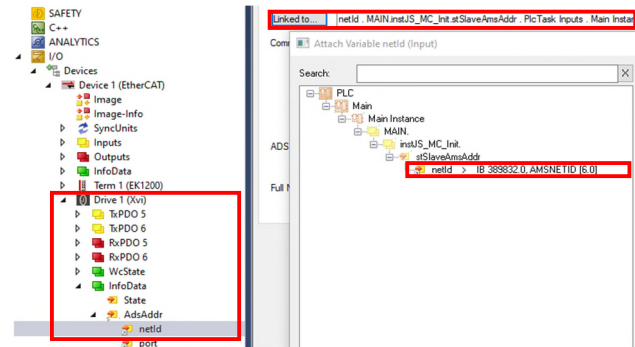 SAFETY
C++
ANALYTICS
I/O
Devices
Device 1 (EtherCAT)
Image
Image-Info
SyncUnits
Inputs
Outputs
InfoData
Term 1 (EK1200)
Drive 1 (Xvi)
TxPDO 5
TxPDO 6
RxPDO 5
RxPDO 6
WcState
InfoData
State
AdsAddr
netId
port
Linked to...
netId . MAIN.instJS_MC_Init.stSlaveAmsAddr . PlcTask Inputs . Main Instan
Comm
ADS
Full N
Attach Variable netId (Input)
Search:
X
PLC
Main
Main Instance
MAIN.
instJS_MC_Init.
stSlaveAmsAddr
netId > IB 389832.0, AMSNETID [6.0]